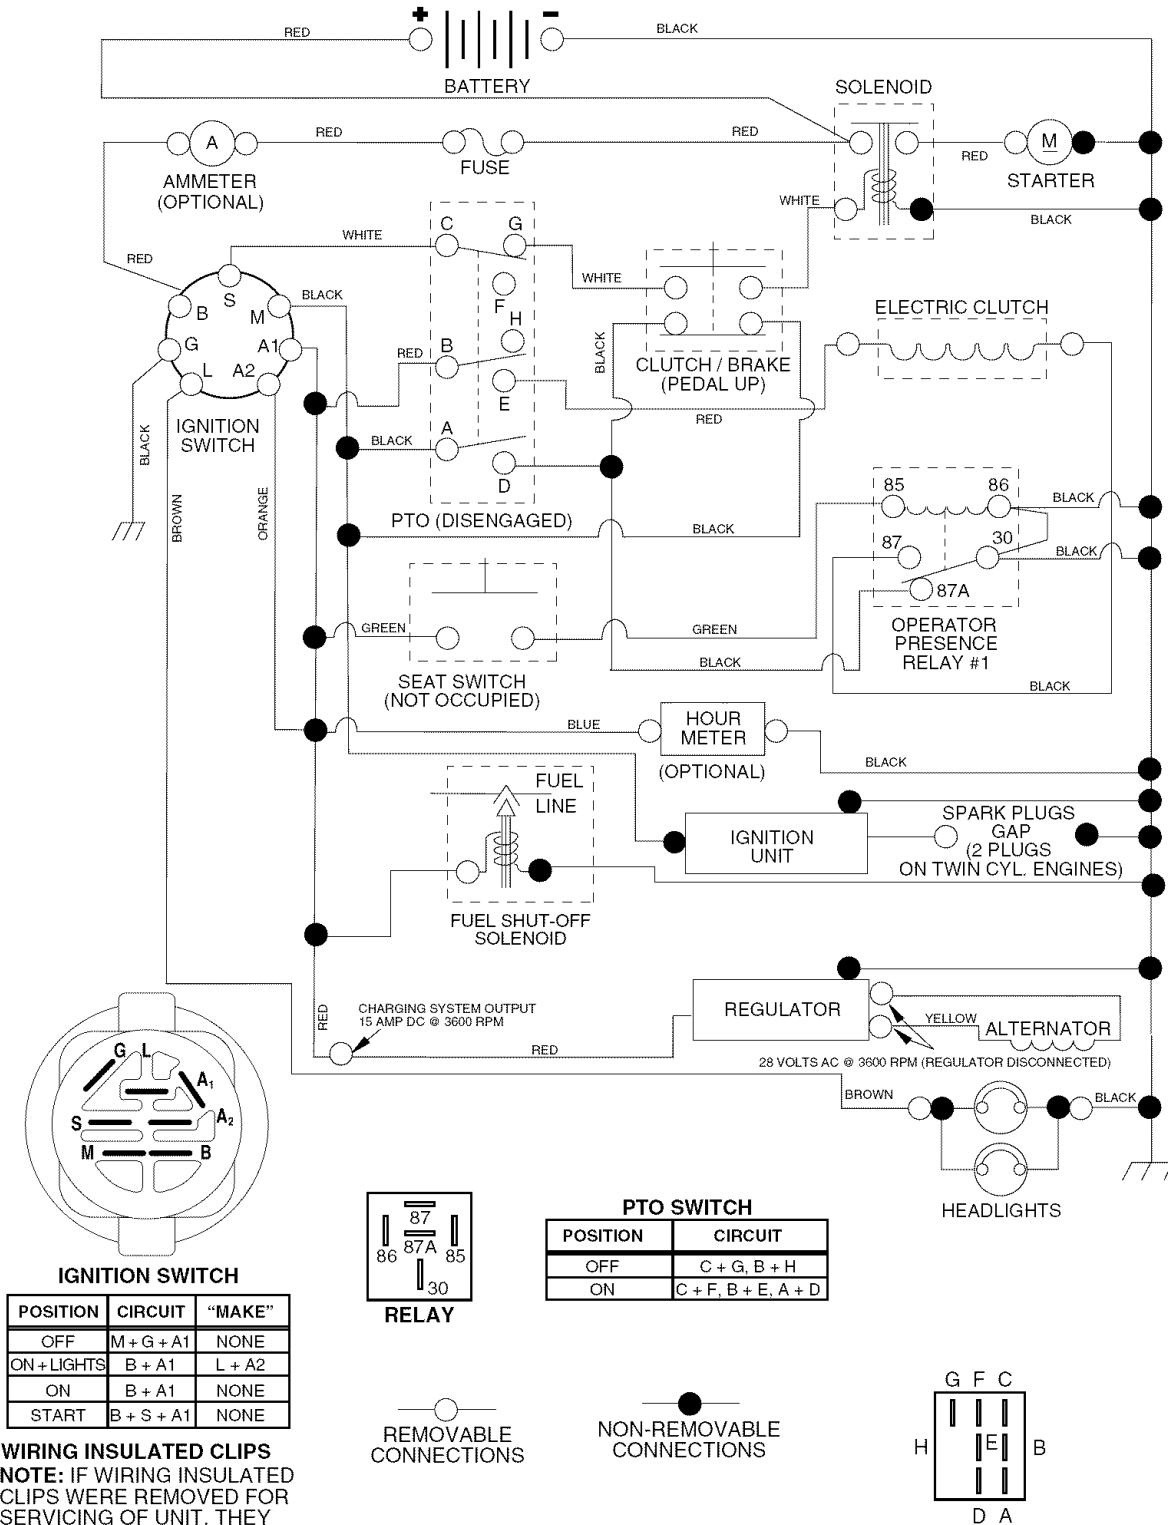 + -
RED
BLACK
BATTERY
SOLENOID
A
RED
FUSE
RED
RED
M
AMMETER
(OPTIONAL)
STARTER
WHITE
BLACK
C
G
WHITE
RED
S
B
M
BLACK
F
WHITE
H
G
A1
L
A2
ELECTRIC CLUTCH
RED
B
BLACK
CLUTCH / BRAKE
(PEDAL UP)
E
RED
IGNITION
SWITCH
BLACK
BLACK
A
D
BROWN
ORANGE
PTO (DISENGAGED)
BLACK
85
86
BLACK
87
30
BLACK
87A
OPERATOR
PRESENCE
RELAY #1
GREEN
GREEN
BLACK
BLACK
SEAT SWITCH
(NOT OCCUPIED)
BLUE
HOUR
METER
(OPTIONAL)
BLACK
FUEL
LINE
IGNITION
UNIT
SPARK PLUGS
GAP
(2 PLUGS
ON TWIN CYL. ENGINES)
FUEL SHUT-OFF
SOLENOID
RED
CHARGING SYSTEM OUTPUT
15 AMP DC @ 3600 RPM
RED
REGULATOR
YELLOW
ALTERNATOR
28 VOLTS AC @ 3600 RPM (REGULATOR DISCONNECTED)
BROWN
BLACK
HEADLIGHTS
G L
A1
A2
S
M
B
IGNITION SWITCH
POSITION CIRCUIT “MAKE”
OFF M + G + A1 NONE
ON + LIGHTS B + A1 L + A2
ON B + A1 NONE
START B + S + A1 NONE
WIRING INSULATED CLIPS
NOTE: IF WIRING INSULATED
CLIPS WERE REMOVED FOR
SERVICING OF UNIT, THEY
87
86 87A 85
30
RELAY
PTO SWITCH
POSITION CIRCUIT
OFF C + G, B + H
ON C + F, B + E, A + D
REMOVABLE
CONNECTIONS
NON-REMOVABLE
CONNECTIONS
G F C
H E B
D A